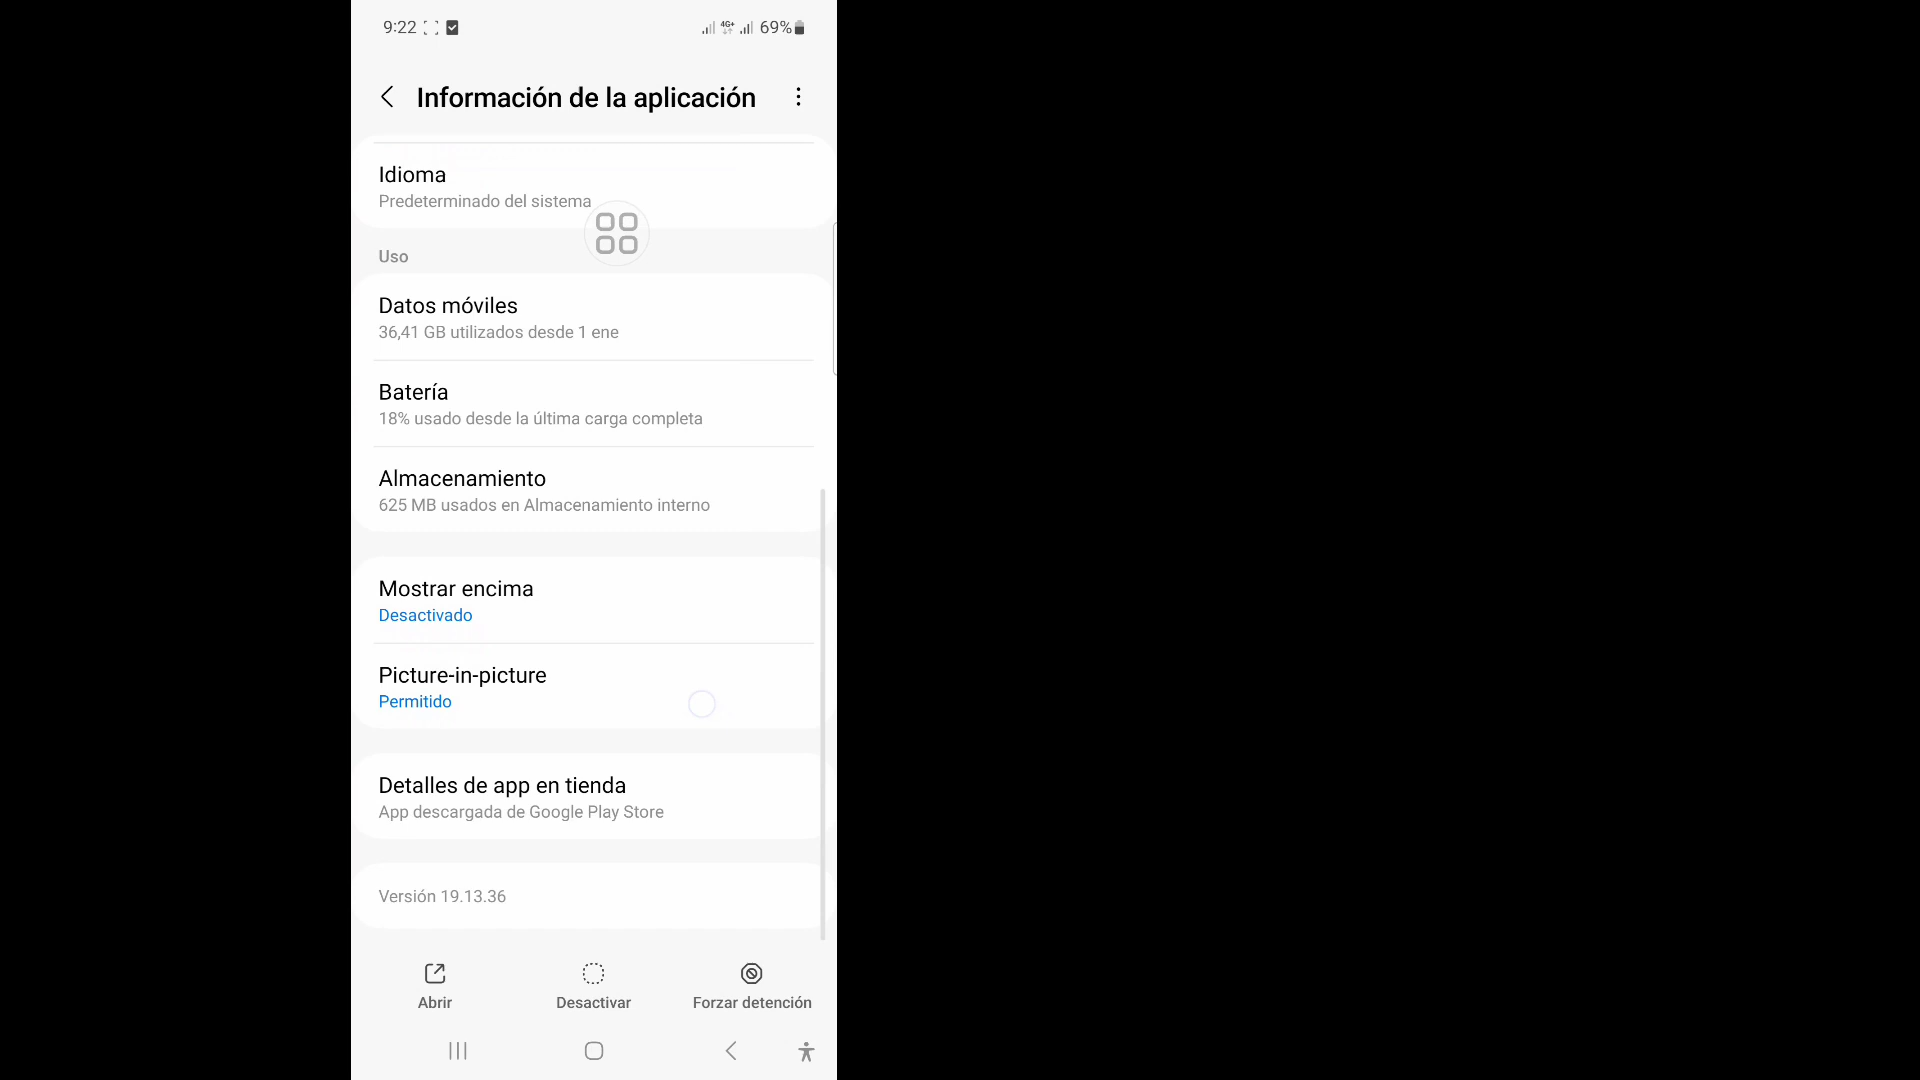 9:22
4G+
69%
Información de la aplicación
Idioma
Predeterminado del sistema
Uso
Datos móviles
36,41 GB utilizados desde 1 ene
Batería
18% usado desde la última carga completa
Almacenamiento
625 MB usados en Almacenamiento interno
Mostrar encima
Desactivado
Picture-in-picture
Permitido
Detalles de app en tienda
App descargada de Google Play Store
Versión 19.13.36
Abrir
Desactivar
Forzar detención